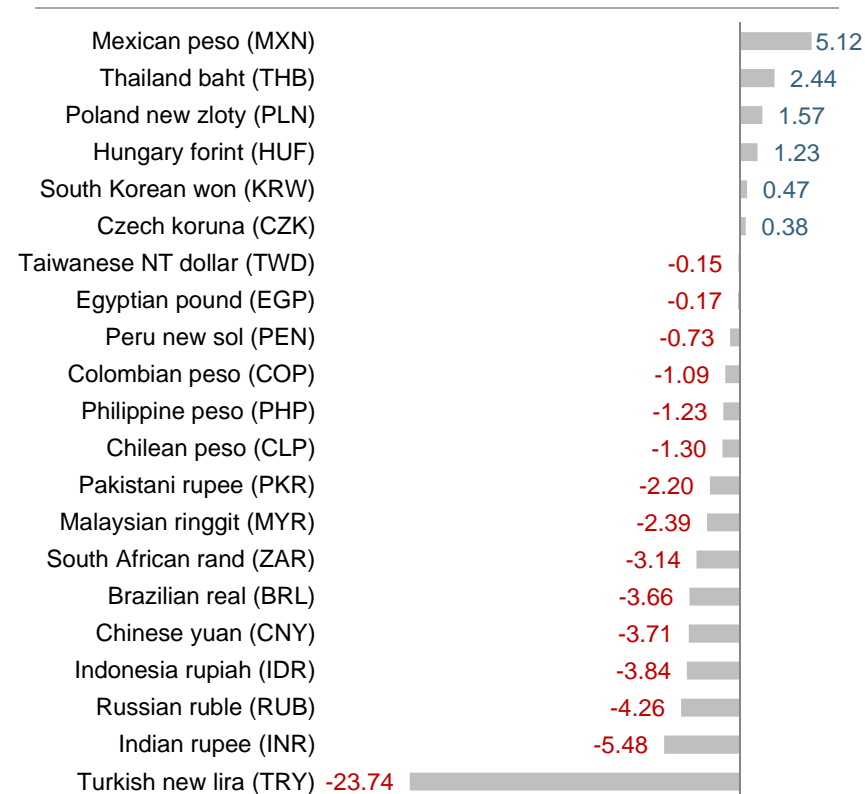 Mexican peso (MXN) 5.12
Thailand baht (THB) 2.44
Poland new zloty (PLN) 1.57
Hungary forint (HUF) 1.23
South Korean won (KRW) 0.47
Czech koruna (CZK) 0.38
Taiwanese NT dollar (TWD) -0.15
Egyptian pound (EGP) -0.17
Peru new sol (PEN) -0.73
Colombian peso (COP) -1.09
Philippine peso (PHP) -1.23
Chilean peso (CLP) -1.30
Pakistani rupee (PKR) -2.20
Malaysian ringgit (MYR) -2.39
South African rand (ZAR) -3.14
Brazilian real (BRL) -3.66
Chinese yuan (CNY) -3.71
Indonesia rupiah (IDR) -3.84
Russian ruble (RUB) -4.26
Indian rupee (INR) -5.48
Turkish new lira (TRY) -23.74